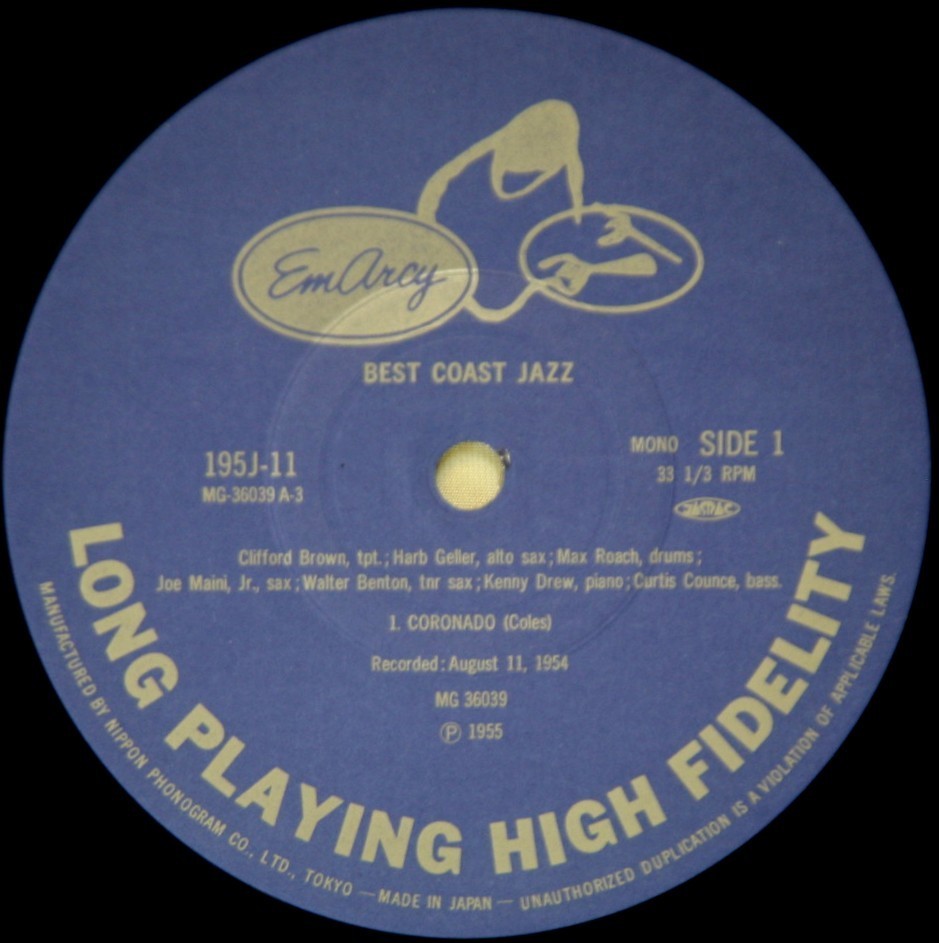 EmArcy
BEST COAST JAZZ
195J-11
MG-36039 A-3
MONO SIDE 1
33 1/3 RPM
JASRAC
Clifford Brown, tpt.; Harb Geller, alto sax; Max Roach, drums;
Joe Maini, Jr., sax; Walter Benton, tnr sax; Kenny Drew, piano; Curtis Counce, bass.
1. CORONADO (Coles)
Recorded: August 11, 1954
MG 36039
Ⓟ 1955
LONG PLAYING HIGH FIDELITY
MANUFACTURED BY NIPPON PHONOGRAM CO., LTD., TOKYO — MADE IN JAPAN — UNAUTHORIZED DUPLICATION IS A VIOLATION OF APPLICABLE LAWS.